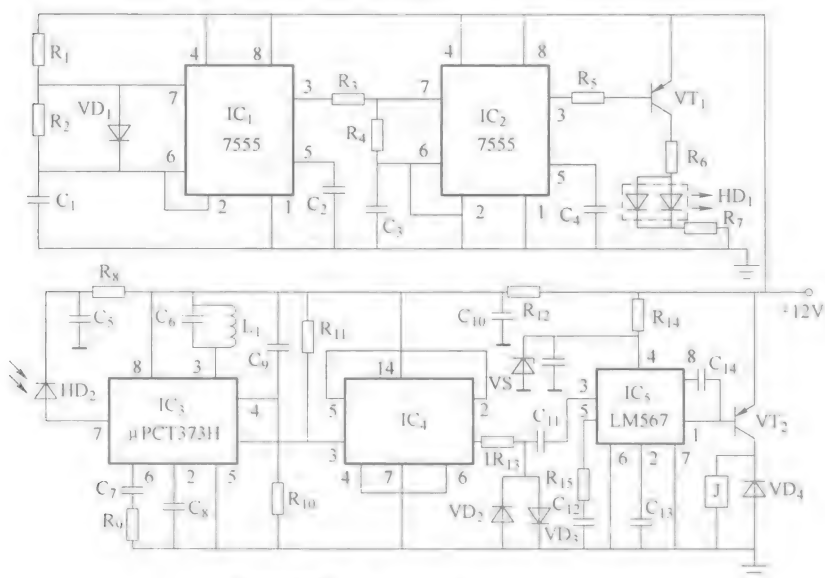 R1
R2
C1
VD1
4
8
7
6
2
1
3
5
IC1
7555
C2
R3
R4
C3
4
8
7
6
2
1
3
5
IC2
7555
C4
R5
VT1
R6
HD1
R7
R8
C5
HD2
C6
L1
C9
R11
8
3
IC3
μPCT373H
7
4
6
2
5
C7
R9
C8
R10
14
5
2
IC4
3
4
7
6
1R13
C10
R12
VS
C11
VD2
VD3
R14
4
3
8
C14
IC5
LM567
5
1
6
2
7
R15
C12
C13
VT2
J
VD4
+12V